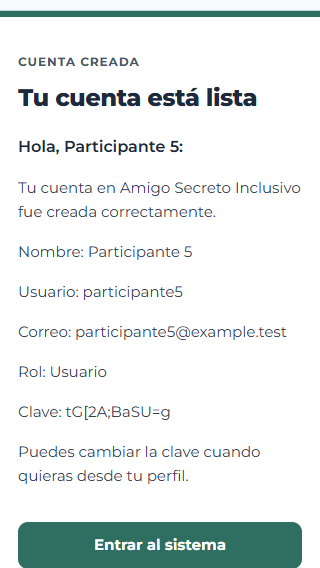 CUENTA CREADA
Tu cuenta está lista
Hola, Participante 5:
Tu cuenta en Amigo Secreto Inclusivo
fue creada correctamente.
Nombre: Participante 5
Usuario: participante5
Correo: participante5@example.test
Rol: Usuario
Clave: tG[2A;BaSU=g
Puedes cambiar la clave cuando
quieras desde tu perfil.
Entrar al sistema